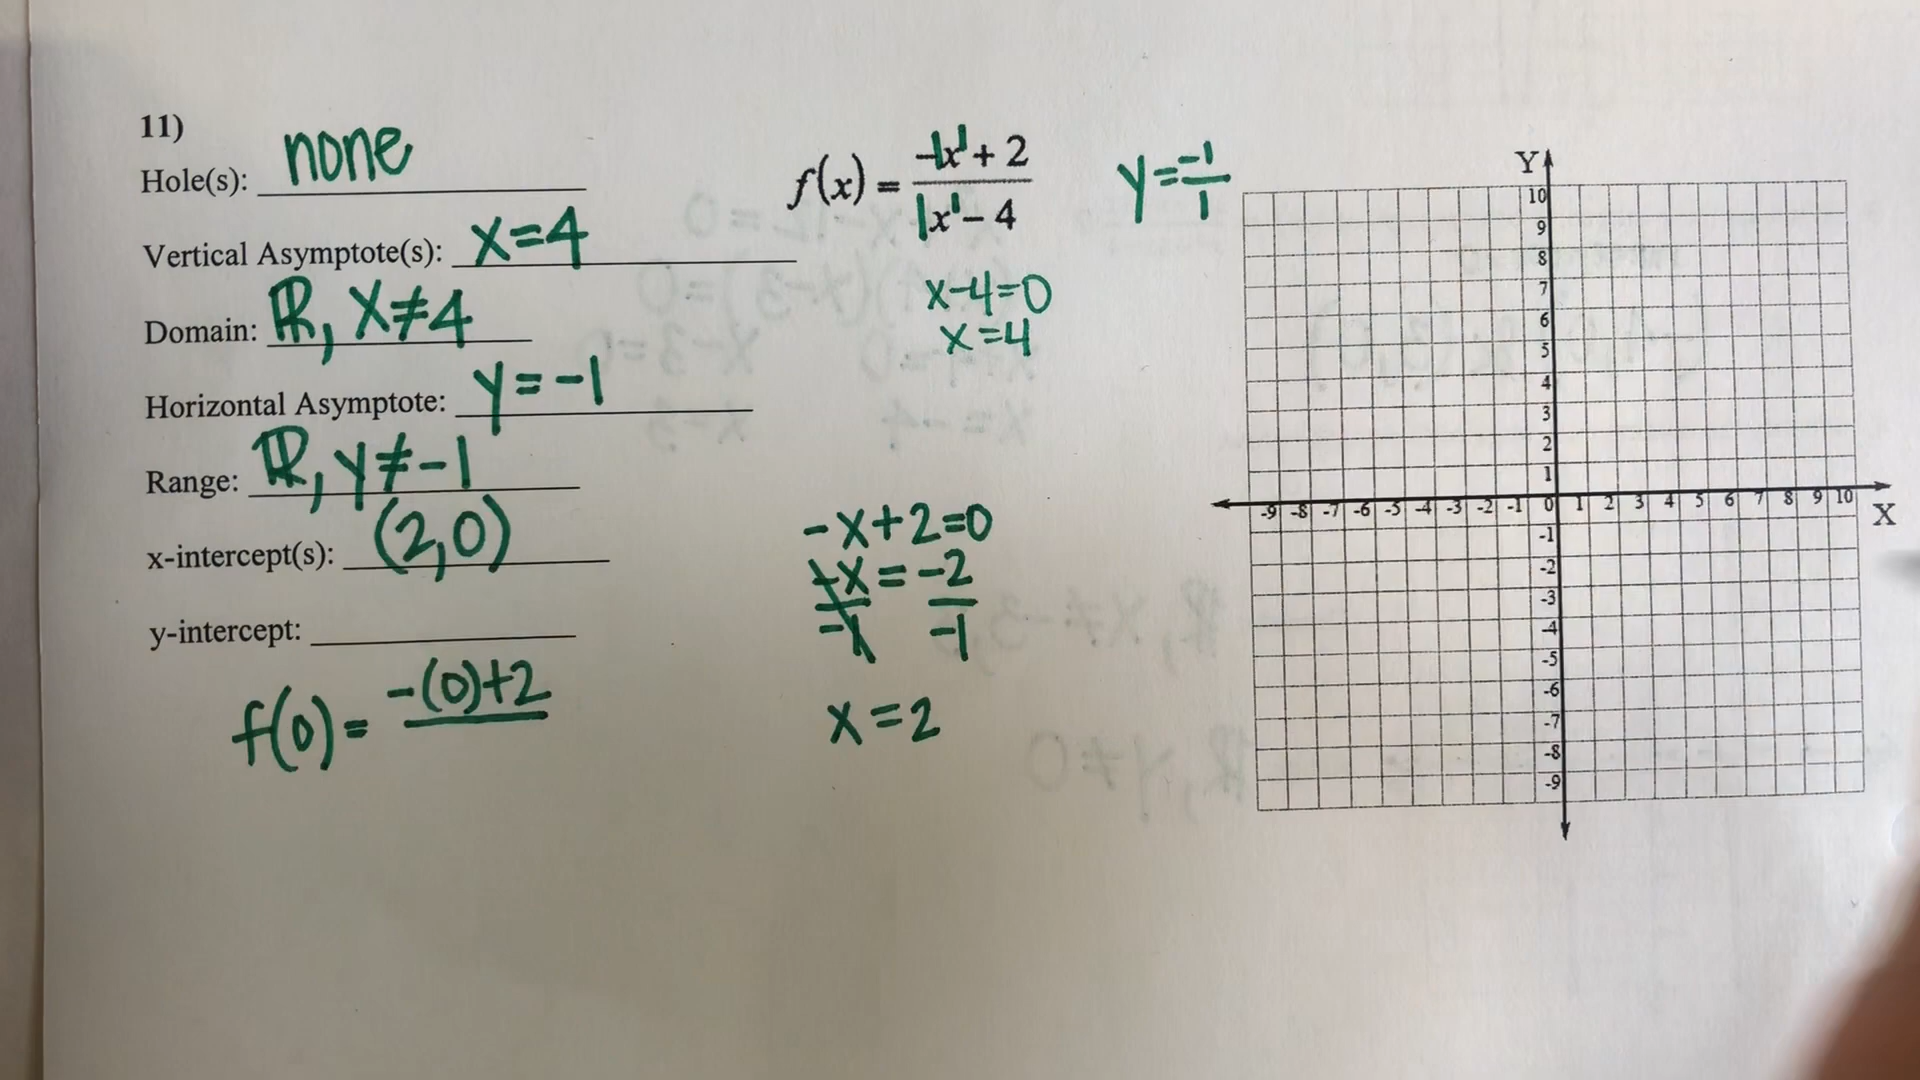 11)
Hole(s): none
f(x) = -1x¹ + 2 / 1x¹ - 4
y = -1/1
Vertical Asymptote(s): x=4
x-4=0
x=4
Domain: ℝ, x≠4
Horizontal Asymptote: y=-1
Range: ℝ, y≠-1
x-intercept(s): (2,0)
-x+2=0
-x = -2
-1 -1
x=2
y-intercept:
f(0) = -(0)+2
Y
10
9
8
7
6
5
4
3
2
1
-9 -8 -7 -6 -5 -4 -3 -2 -1 0 1 2 3 4 5 6 7 8 9 10
X
-1
-2
-3
-4
-5
-6
-7
-8
-9